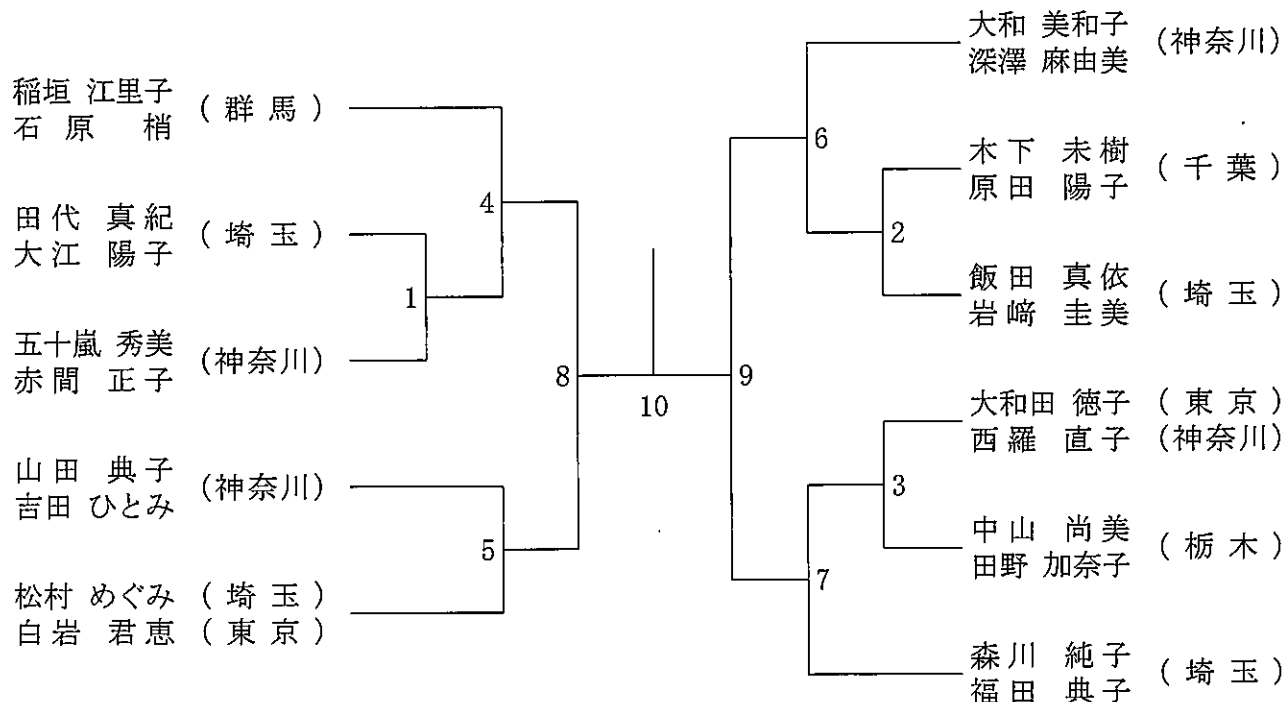 稲垣 江里子 (群馬)
石原 梢
田代 真紀 (埼玉)
大江 陽子
五十嵐 秀美 (神奈川)
赤間 正子
山田 典子 (神奈川)
吉田 ひとみ
松村 めぐみ (埼玉)
白岩 君恵 (東京)
1
4
5
8
10
9
6
2
3
7
大和 美和子 (神奈川)
深澤 麻由美
木下 未樹 (千葉)
原田 陽子
飯田 真依 (埼玉)
岩﨑 圭美
大和田 徳子 (東京)
西羅 直子 (神奈川)
中山 尚美 (栃木)
田野 加奈子
森川 純子 (埼玉)
福田 典子